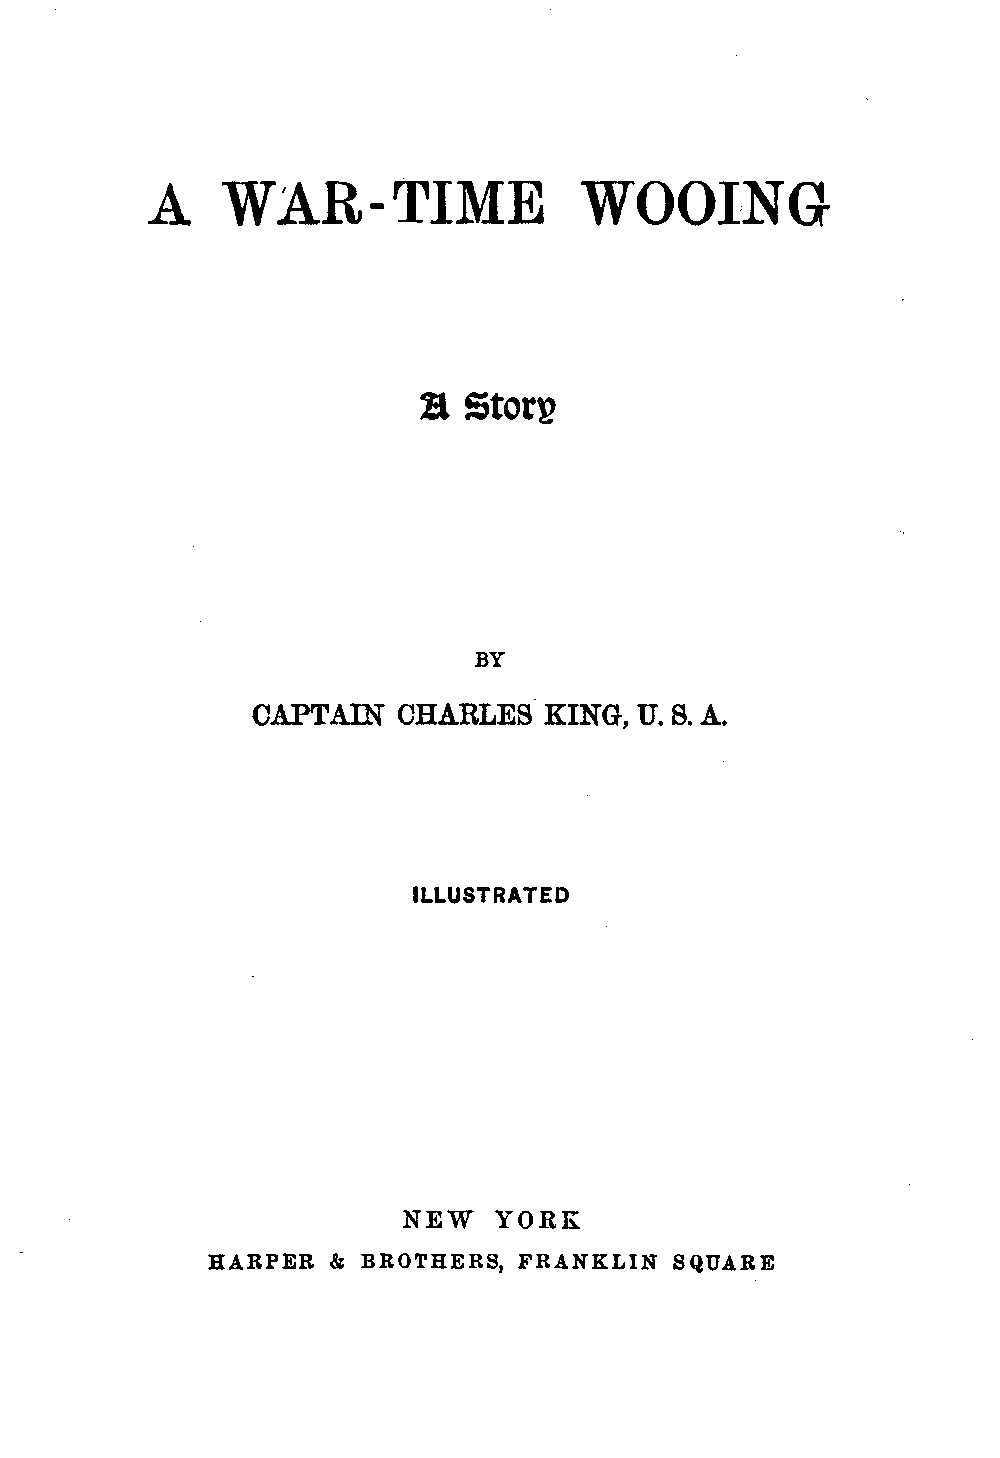 A WAR-TIME WOOING
A Story
BY
CAPTAIN CHARLES KING, U. S. A.
ILLUSTRATED
NEW YORK
HARPER & BROTHERS, FRANKLIN SQUARE